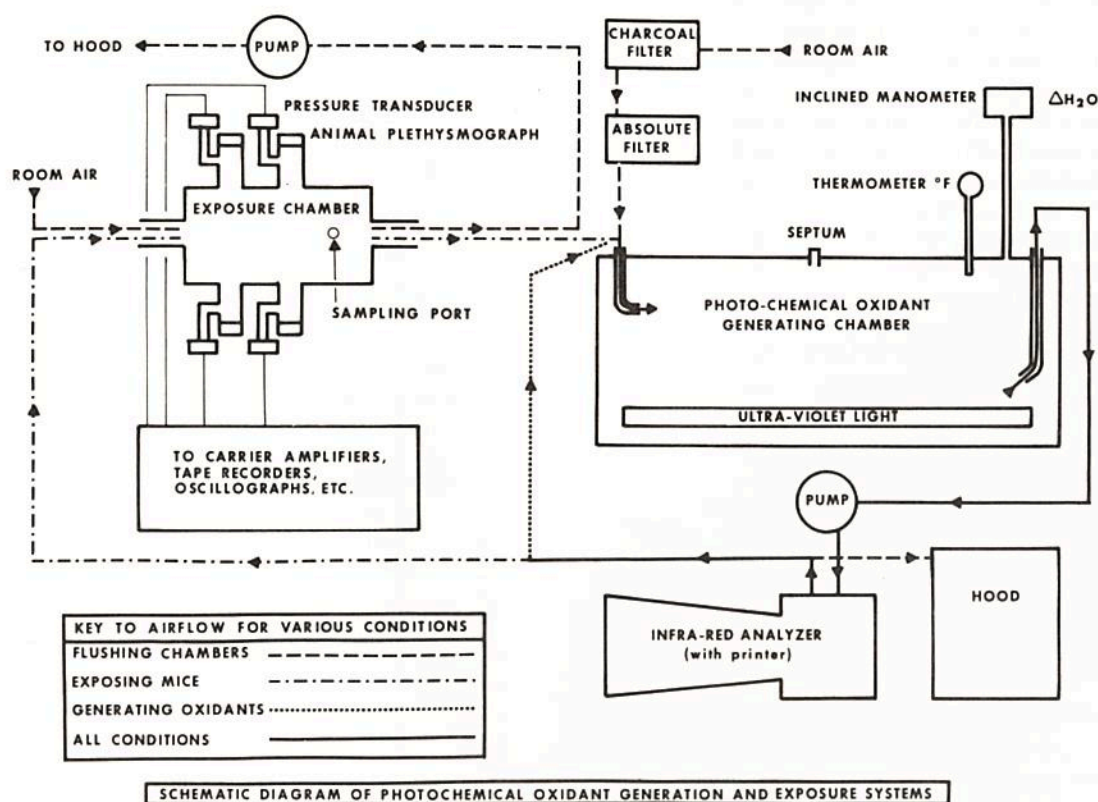 TO HOOD
PUMP
CHARCOAL
FILTER
ROOM AIR
PRESSURE TRANSDUCER
ANIMAL PLETHYSMOGRAPH
ABSOLUTE
FILTER
INCLINED MANOMETER
ΔH₂O
ROOM AIR
THERMOMETER °F
EXPOSURE CHAMBER
SEPTUM
SAMPLING PORT
PHOTO-CHEMICAL OXIDANT
GENERATING CHAMBER
ULTRA-VIOLET LIGHT
TO CARRIER AMPLIFIERS,
TAPE RECORDERS,
OSCILLOGRAPHS, ETC.
PUMP
HOOD
INFRA-RED ANALYZER
(with printer)
KEY TO AIRFLOW FOR VARIOUS CONDITIONS
FLUSHING CHAMBERS
EXPOSING MICE
GENERATING OXIDANTS
ALL CONDITIONS
SCHEMATIC DIAGRAM OF PHOTOCHEMICAL OXIDANT GENERATION AND EXPOSURE SYSTEMS